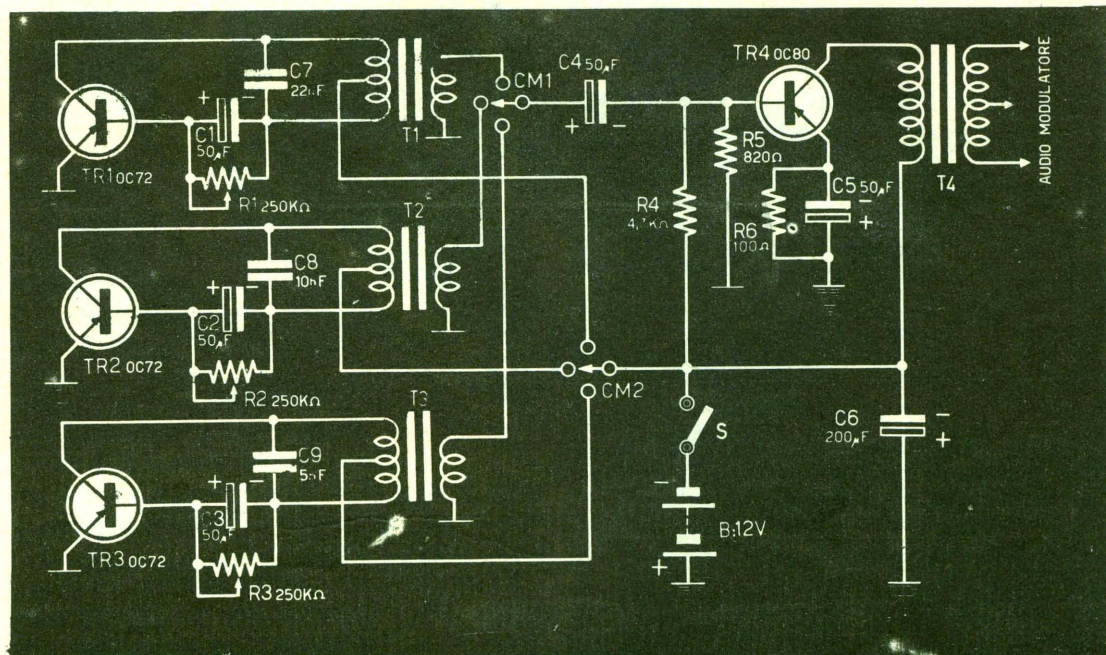 C7
22nF
+ -
C1
50µF
TR1 OC72
R1 250KΩ
T1
CM1
C4 50µF
+ -
TR4 OC80
R5
820Ω
R4
4,7KΩ
R6
100Ω
C5 50µF
-
+
T4
AUDIO MODULATORE
T2
C8
10nF
+ -
C2
50µF
TR2 OC72
R2 250KΩ
CM2
S
-
B:12V
+
C6
200µF
-
+
T3
C9
5nF
+ -
C3
50µF
TR3 OC72
R3 250KΩ